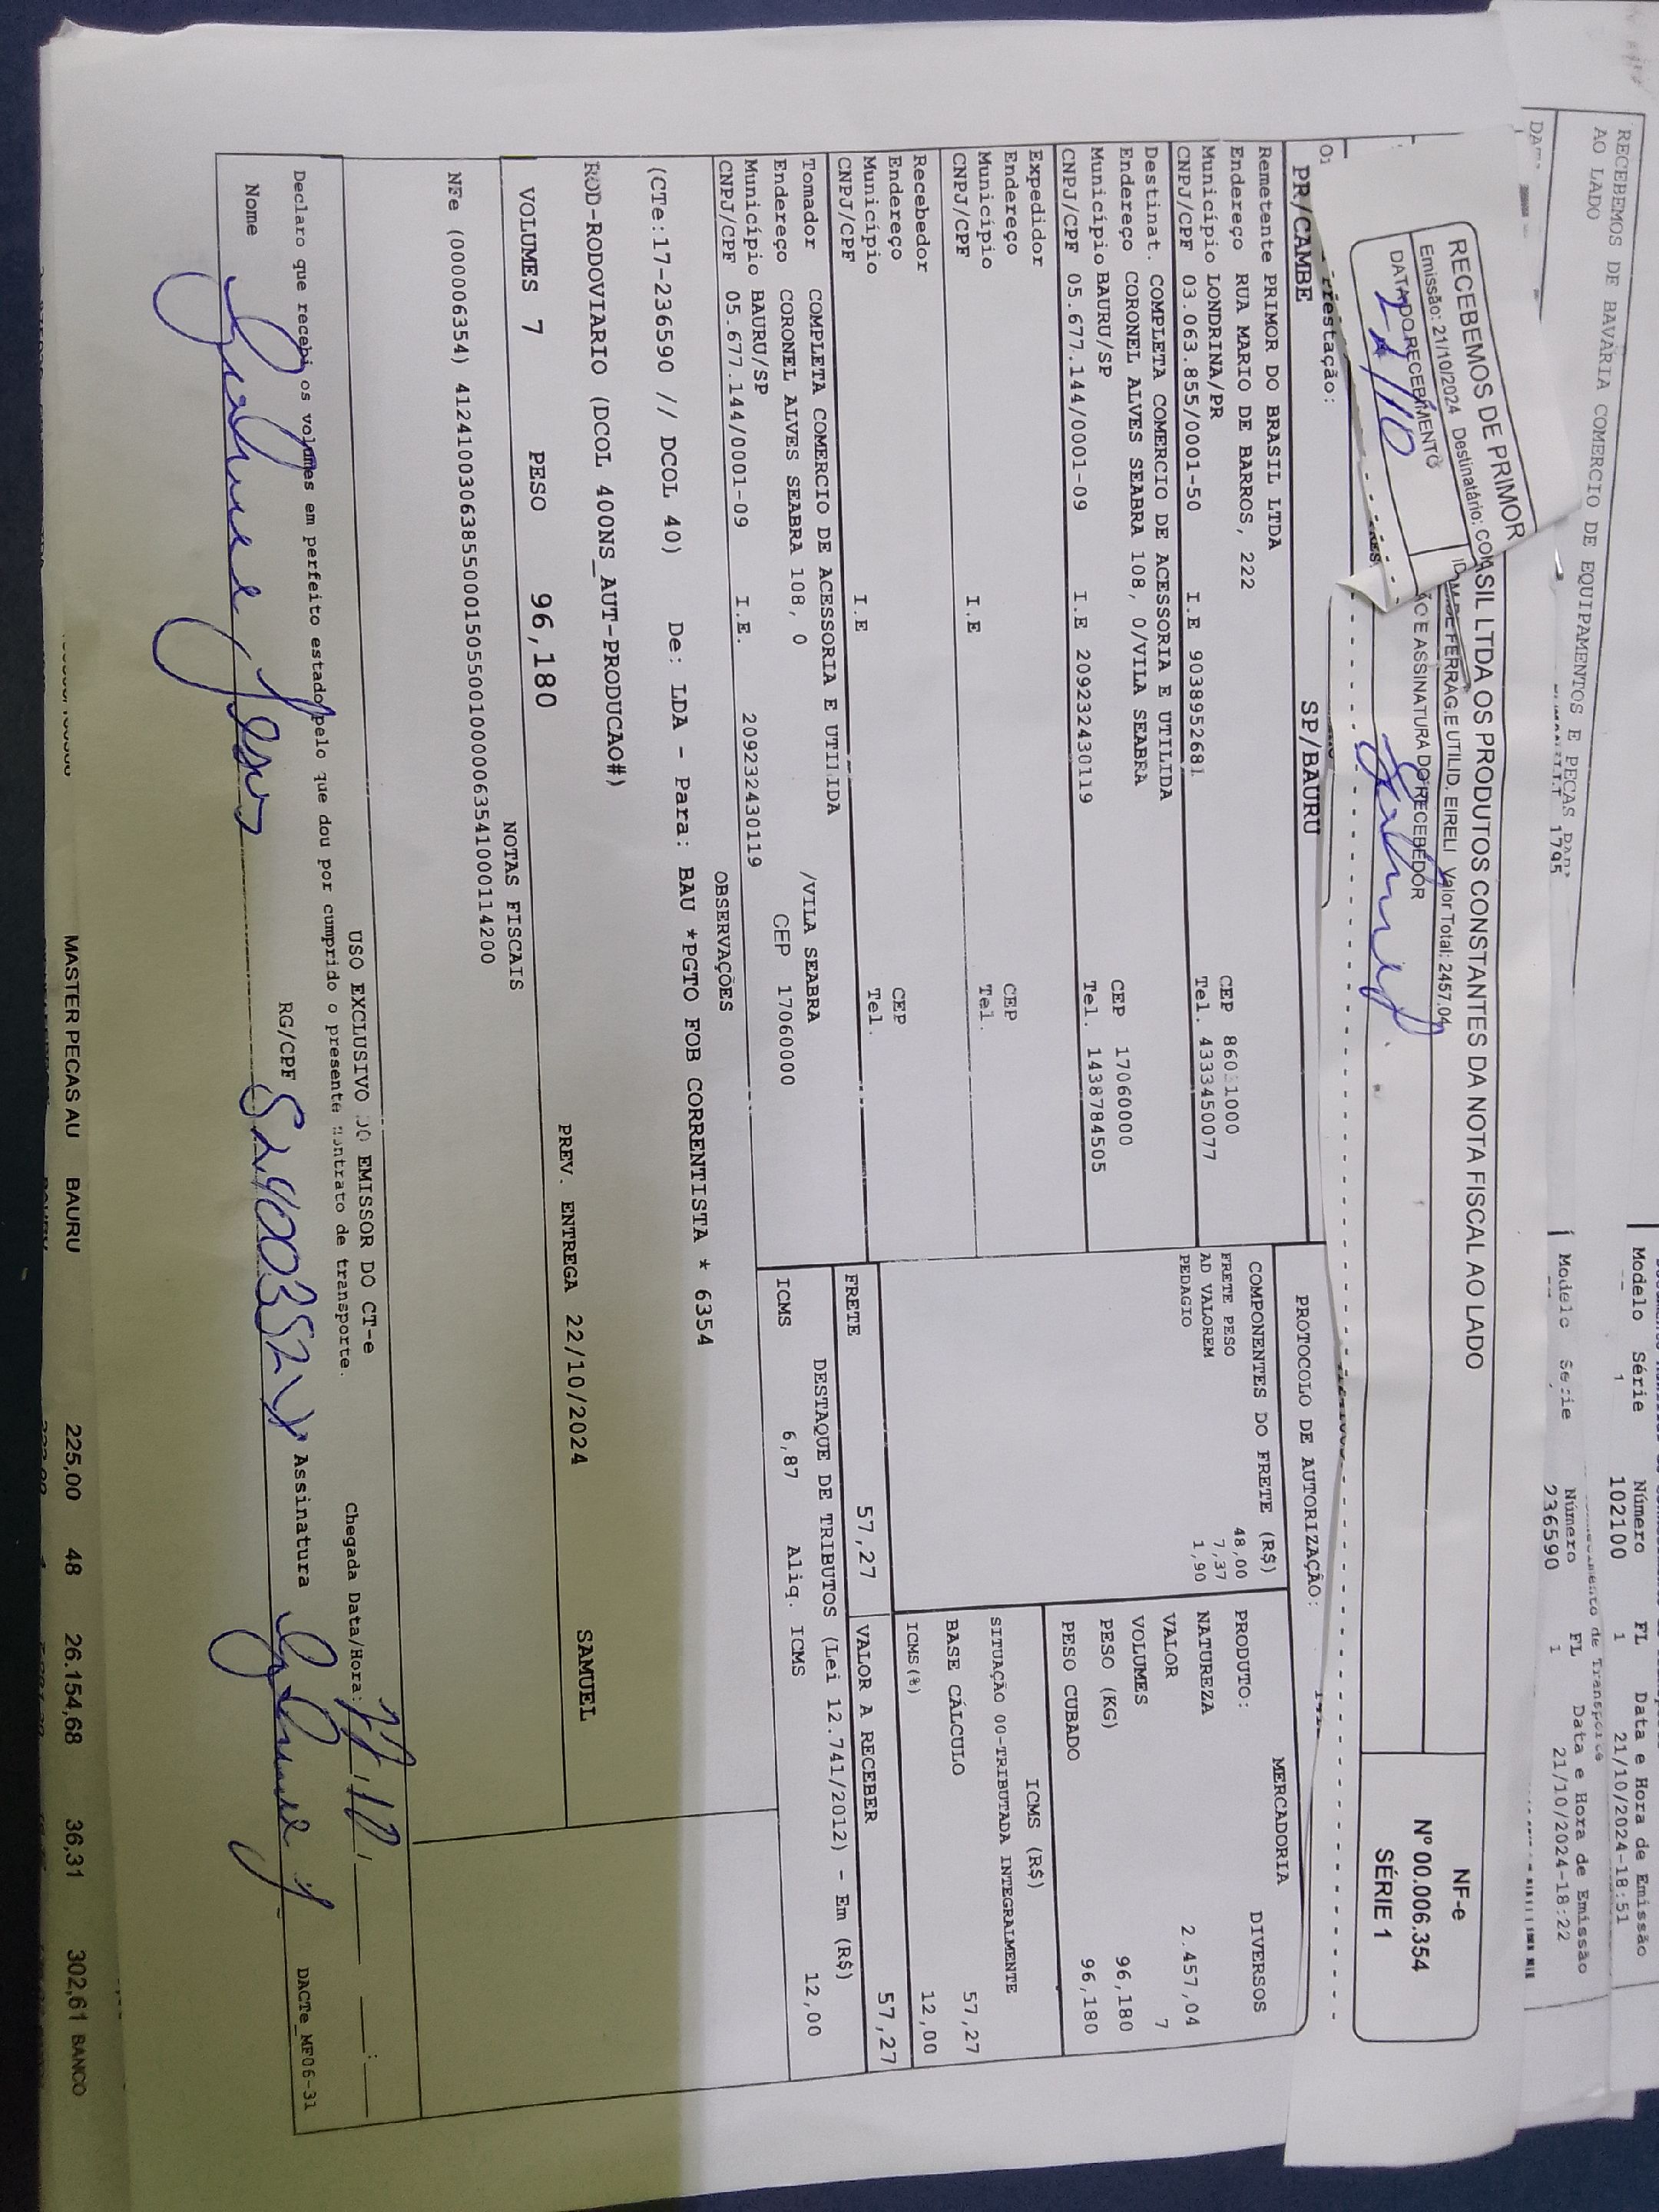 RECEBEMOS DE BAVARIA COMERCIO DE EQUIPAMENTOS E PECAS PARA
AO LADO
Modelo Série Número FL Data e Hora de Emissão
1 102100 1 21/10/2024-18:51
1795
de Transporte
Modelo Serie Número FL Data e Hora de Emissão
236590 1 21/10/2024-18:22
RECEBEMOS DE PRIMOR
ASIL LTDA OS PRODUTOS CONSTANTES DA NOTA FISCAL AO LADO
Emissão: 21/10/2024 Destinatário: CO
FERRAG.E UTILID. EIRELI Valor Total: 2457.04
DATA DO RECEBIMENTO
ÃO E ASSINATURA DO RECEBEDOR
NF-e
Nº 00.006.354
SÉRIE 1
restação:
PR/CAMBE SP/BAURU
PROTOCOLO DE AUTORIZAÇÃO:
Remetente PRIMOR DO BRASIL LTDA
Endereço RUA MARIO DE BARROS, 222 CEP 8601000
Município LONDRINA/PR Tel. 4333450077
CNPJ/CPF 03.063.855/0001-50 I.E 9038952681
Destinat. COMPLETA COMERCIO DE ACESSORIA E UTILIDA
Endereço CORONEL ALVES SEABRA 108, 0/VILA SEABRA CEP 17060000
Município BAURU/SP Tel. 1438784505
CNPJ/CPF 05.677.144/0001-09 I.E 209232430119
Expedidor
Endereço CEP
Município Tel.
CNPJ/CPF I.E
Recebedor
Endereço CEP
Município Tel.
CNPJ/CPF I.E
Tomador COMPLETA COMERCIO DE ACESSORIA E UTILIDA /VILA SEABRA
Endereço CORONEL ALVES SEABRA 108, 0 CEP 17060000
Município BAURU/SP
CNPJ/CPF 05.677.144/0001-09 I.E. 209232430119
COMPONENTES DO FRETE (R$)
FRETE PESO 48,00
AD VALOREM 7,37
PEDAGIO 1,90
MERCADORIA
PRODUTO: DIVERSOS
NATUREZA
VALOR 2.457,04
VOLUMES 7
PESO (KG) 96,180
PESO CUBADO 96,180
ICMS (R$)
SITUAÇÃO 00-TRIBUTADA INTEGRALMENTE
BASE CÁLCULO 57,27
ICMS(%) 12,00
FRETE 57,27
VALOR A RECEBER 57,27
DESTAQUE DE TRIBUTOS (Lei 12.741/2012) - Em (R$)
ICMS 6,87 Aliq. ICMS 12,00
OBSERVAÇÕES
(CTe:17-236590 // DCOL 40) De: LDA - Para: BAU *PGTO FOB CORRENTISTA * 6354
ROD-RODOVIARIO (DCOL 400NS_AUT-PRODUCAO#)
VOLUMES 7 PESO 96,180 PREV. ENTREGA 22/10/2024 SAMUEL
NOTAS FISCAIS
NFe (000006354) 41241003063855000150550010000063541000114200
USO EXCLUSIVO DO EMISSOR DO CT-e
Declaro que recebi os volumes em perfeito estado pelo que dou por cumprido o presente contrato de transporte.
Chegada Data/Hora:
Nome RG/CPF Assinatura
DACTe_MF06-31
MASTER PECAS AU BAURU 225,00 48 26.154,68 36,31 302,61 BANCO